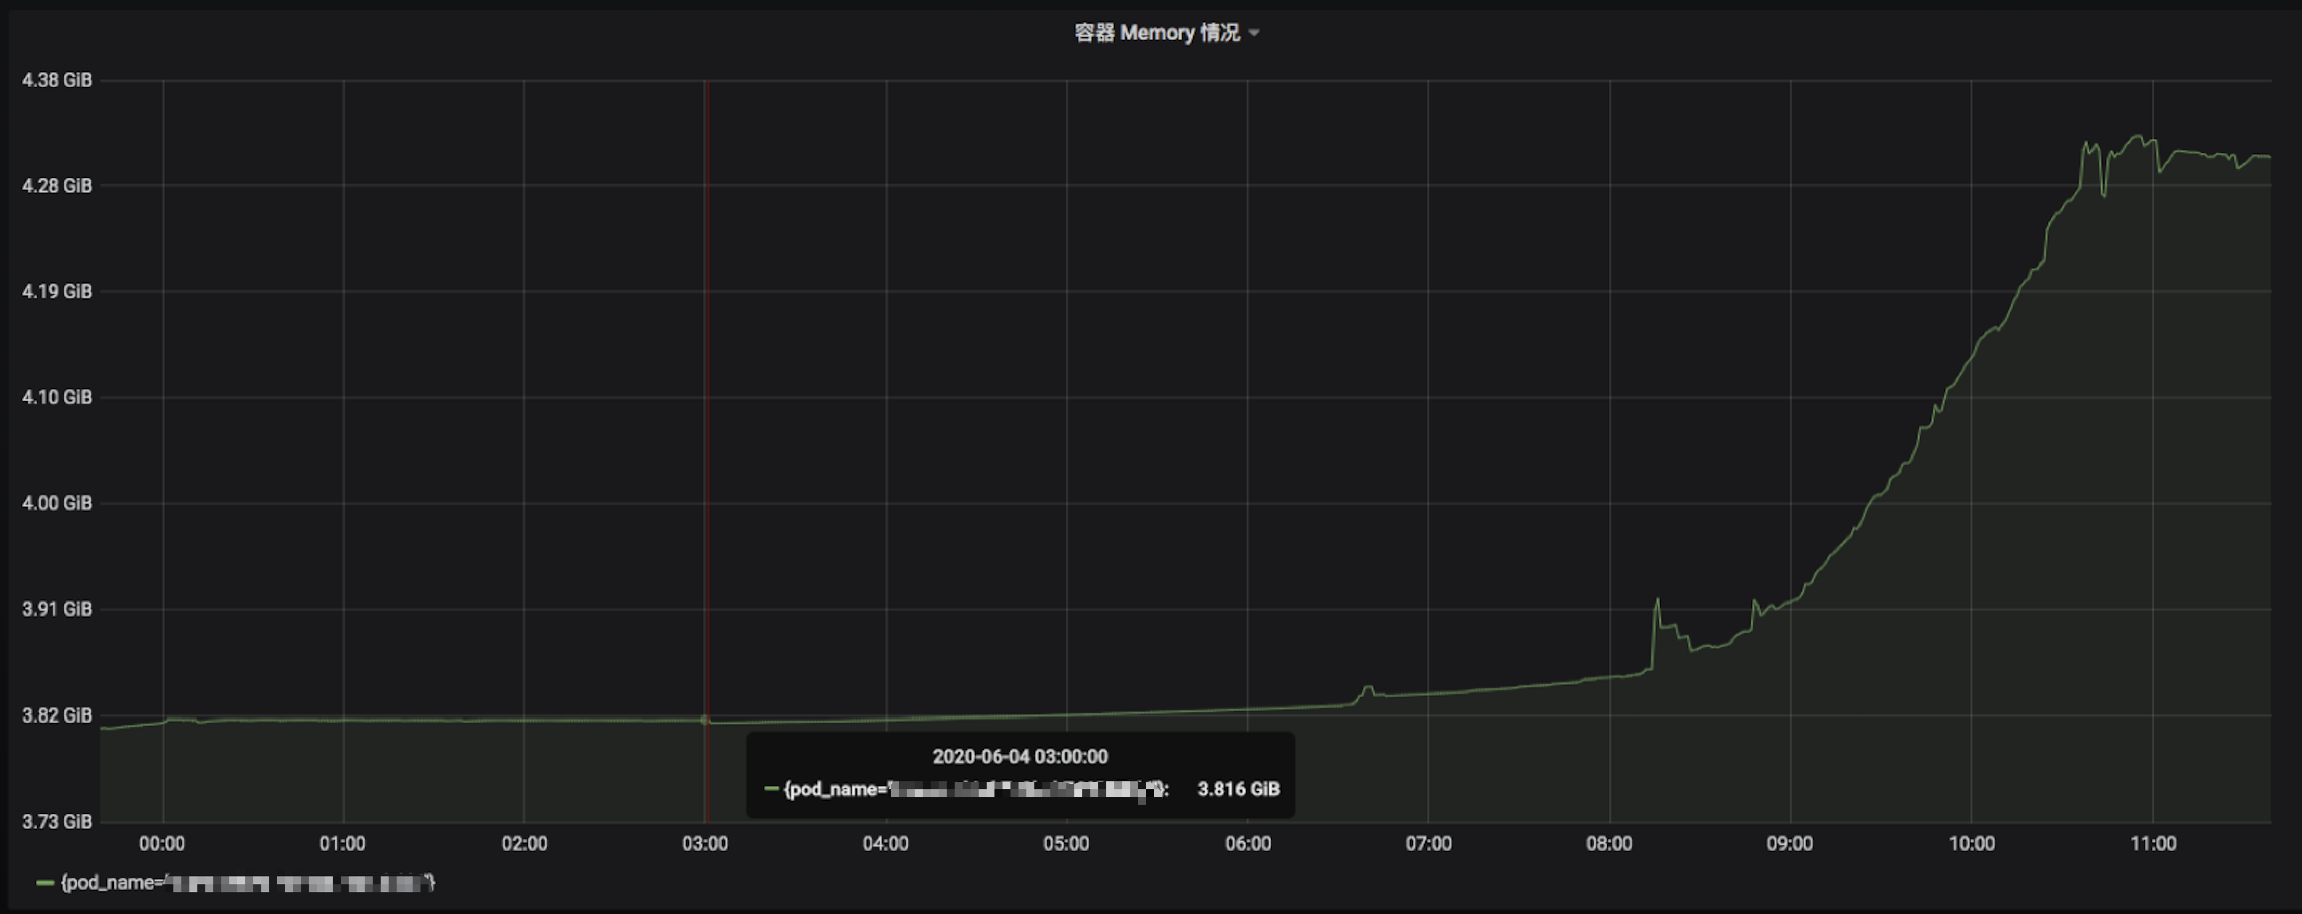 容器 Memory 情况
4.38 GiB
4.28 GiB
4.19 GiB
4.10 GiB
4.00 GiB
3.91 GiB
3.82 GiB
3.73 GiB
2020-06-04 03:00:00
{pod_name=" "}: 3.816 GiB
00:00 01:00 02:00 03:00 04:00 05:00 06:00 07:00 08:00 09:00 10:00 11:00
{pod_name=" "}